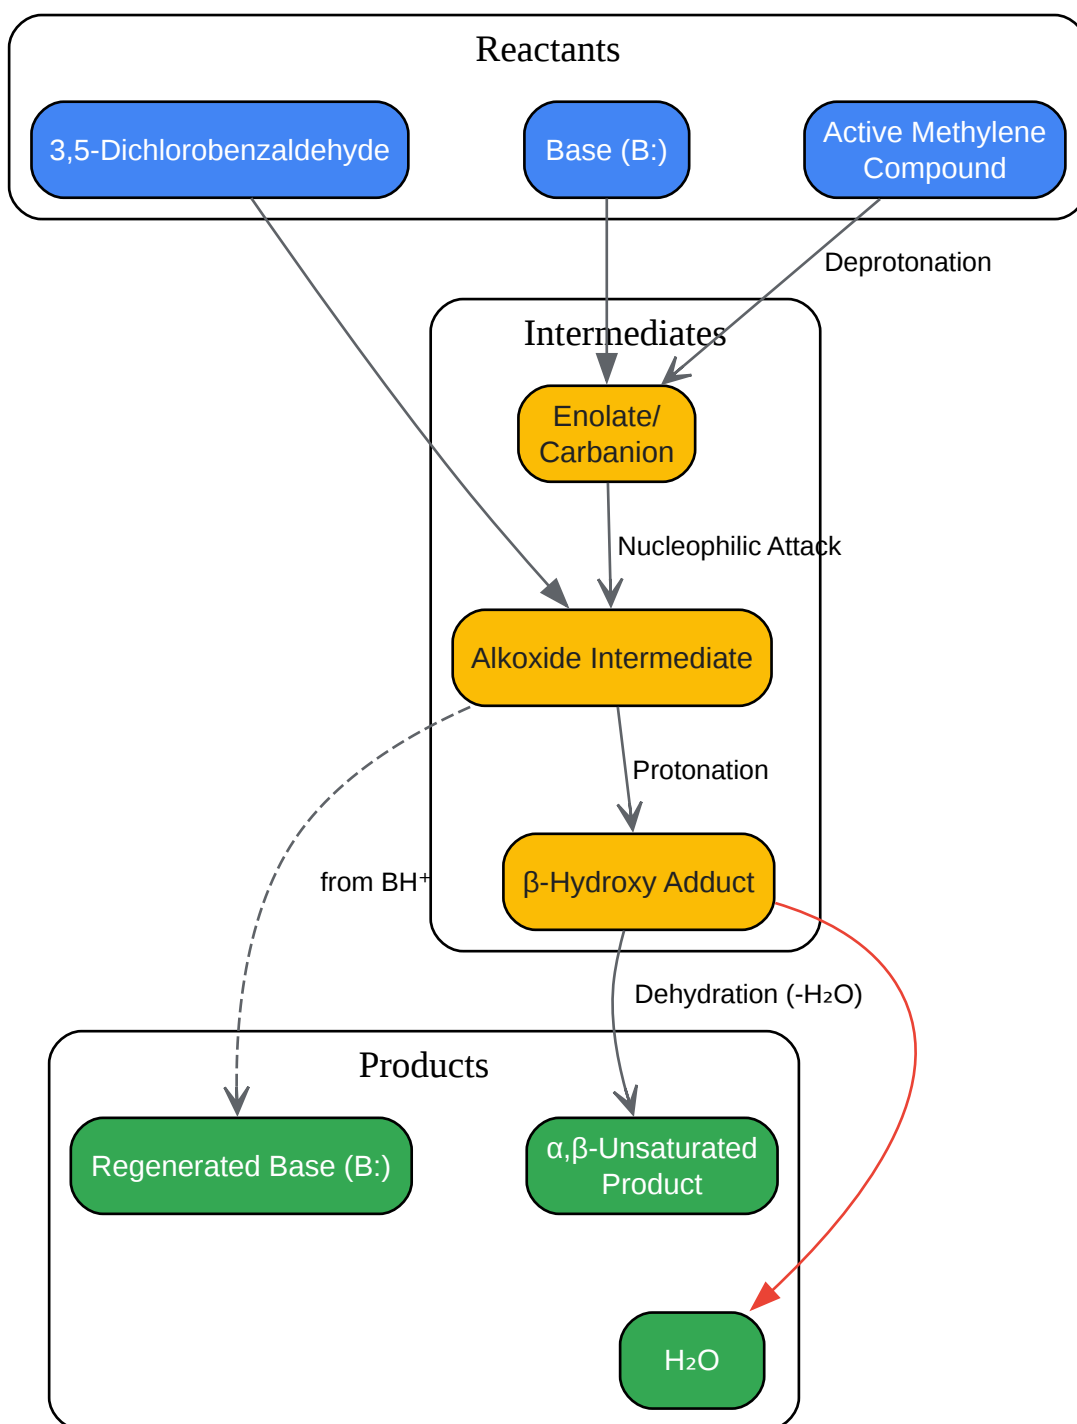 Reactants
3,5-Dichlorobenzaldehyde
Base (B:)
Active Methylene
Compound
Deprotonation
Intermediates
Enolate/
Carbanion
Nucleophilic Attack
Alkoxide Intermediate
Protonation
from BH⁺
β-Hydroxy Adduct
Dehydration (-H₂O)
Products
Regenerated Base (B:)
α,β-Unsaturated
Product
H₂O